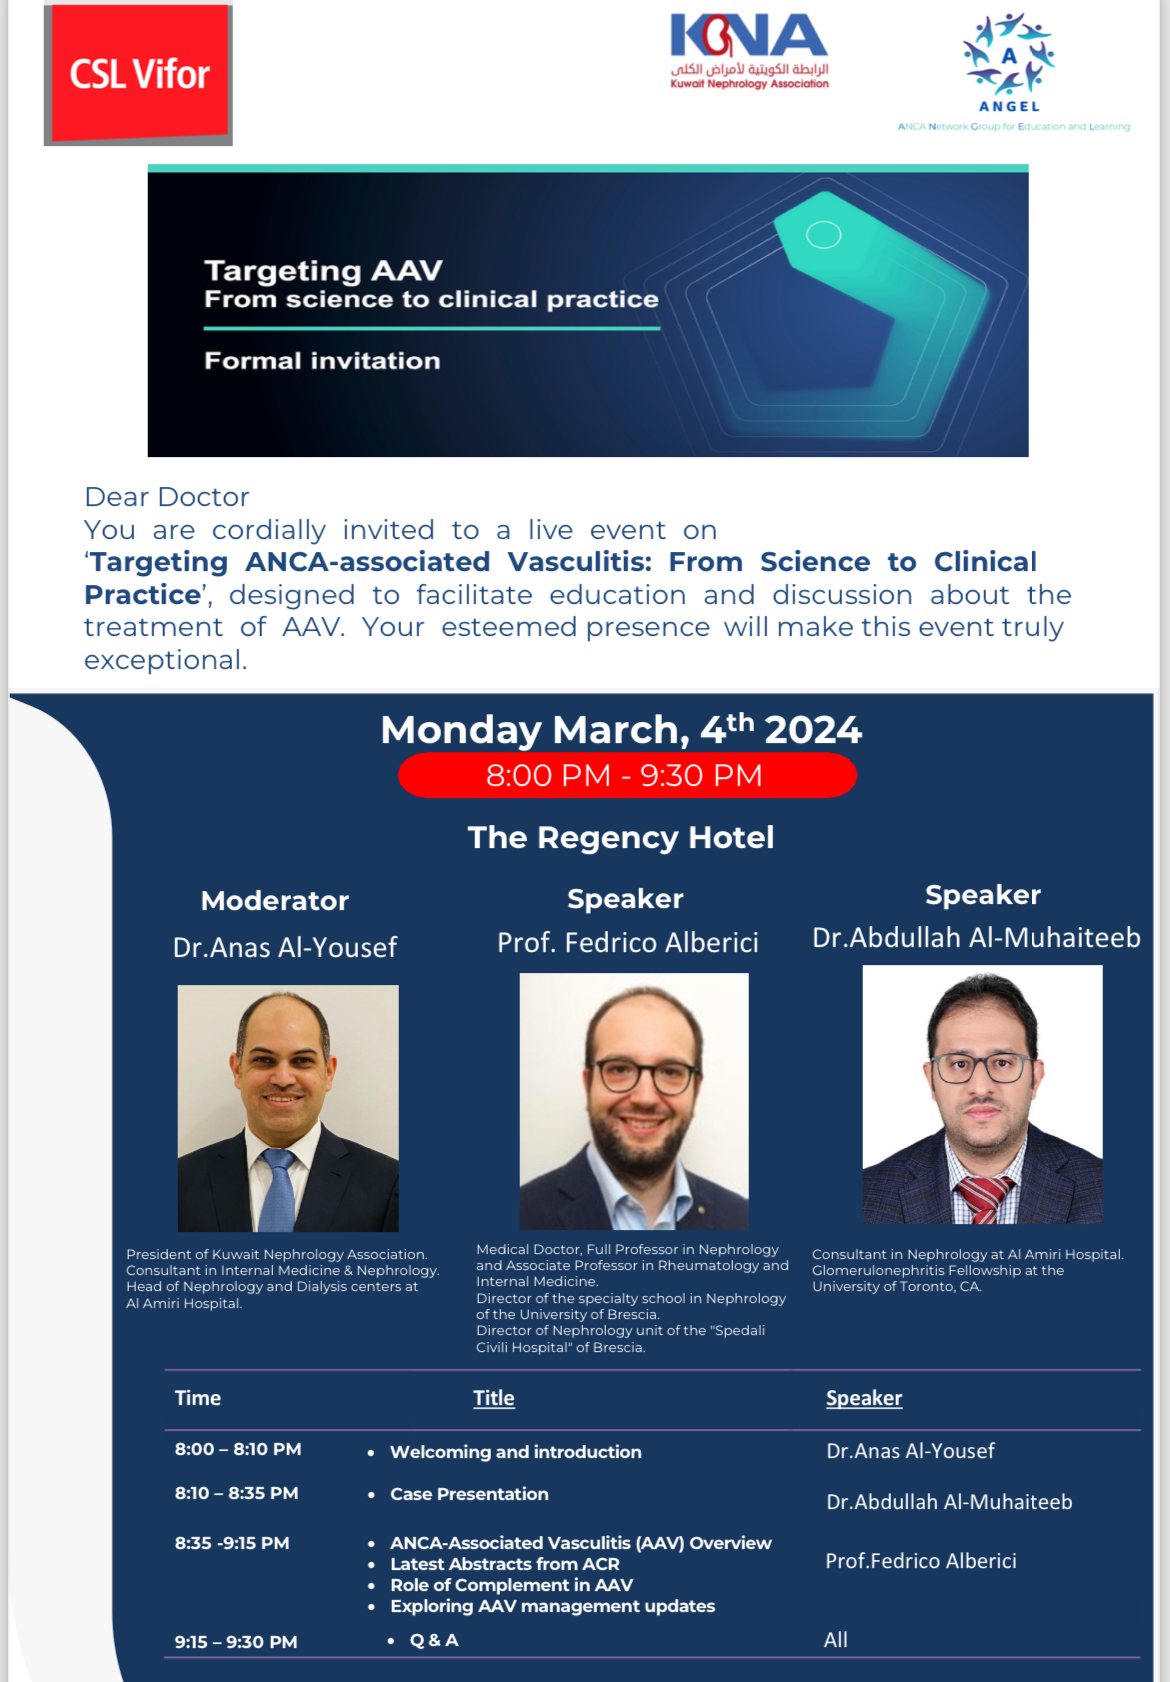 CSL Vifor
KNA
الرابطة الكويتية لأمراض الكلى
Kuwait Nephrology Association
A
ANGEL
ANCA Network Group for Education and Learning
Targeting AAV
From science to clinical practice
Formal invitation
Dear Doctor
You are cordially invited to a live event on
‘Targeting ANCA-associated Vasculitis: From Science to Clinical
Practice’, designed to facilitate education and discussion about the
treatment of AAV. Your esteemed presence will make this event truly
exceptional.
Monday March, 4th 2024
8:00 PM - 9:30 PM
The Regency Hotel
Moderator
Dr.Anas Al-Yousef
President of Kuwait Nephrology Association.
Consultant in Internal Medicine & Nephrology.
Head of Nephrology and Dialysis centers at
Al Amiri Hospital.
Speaker
Prof. Fedrico Alberici
Medical Doctor, Full Professor in Nephrology
and Associate Professor in Rheumatology and
Internal Medicine.
Director of the specialty school in Nephrology
of the University of Brescia.
Director of Nephrology unit of the "Spedali
Civili Hospital" of Brescia.
Speaker
Dr.Abdullah Al-Muhaiteeb
Consultant in Nephrology at Al Amiri Hospital.
Glomerulonephritis Fellowship at the
University of Toronto, CA.
Time Title Speaker
8:00 – 8:10 PM • Welcoming and introduction Dr.Anas Al-Yousef
8:10 – 8:35 PM • Case Presentation Dr.Abdullah Al-Muhaiteeb
8:35 -9:15 PM • ANCA-Associated Vasculitis (AAV) Overview
• Latest Abstracts from ACR Prof.Fedrico Alberici
• Role of Complement in AAV
• Exploring AAV management updates
9:15 – 9:30 PM • Q & A All